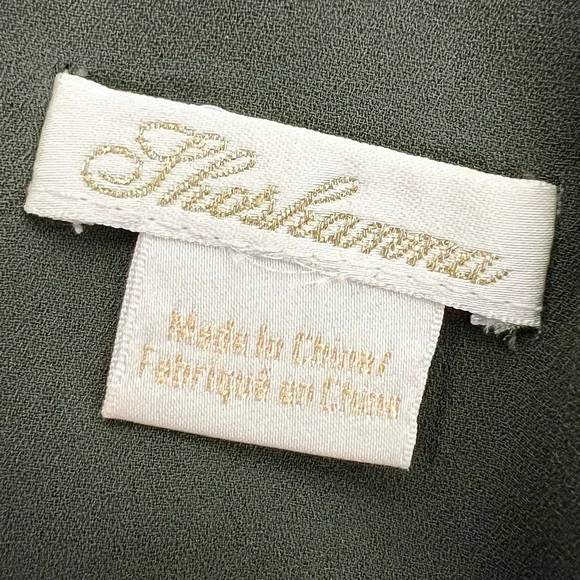 Shoshanna
Made in China/
Fabriqué en Chine